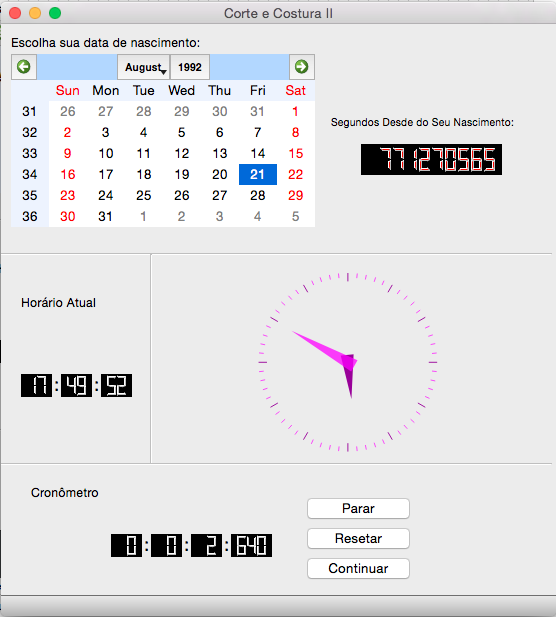 Corte e Costura II
Escolha sua data de nascimento:
August 1992
Sun Mon Tue Wed Thu Fri Sat
31 26 27 28 29 30 31 1
32 2 3 4 5 6 7 8
33 9 10 11 12 13 14 15
34 16 17 18 19 20 21 22
35 23 24 25 26 27 28 29
36 30 31 1 2 3 4 5
Segundos Desde do Seu Nascimento:
771270565
Horário Atual
17:49:52
Cronômetro
0:0:2:640
Parar
Resetar
Continuar